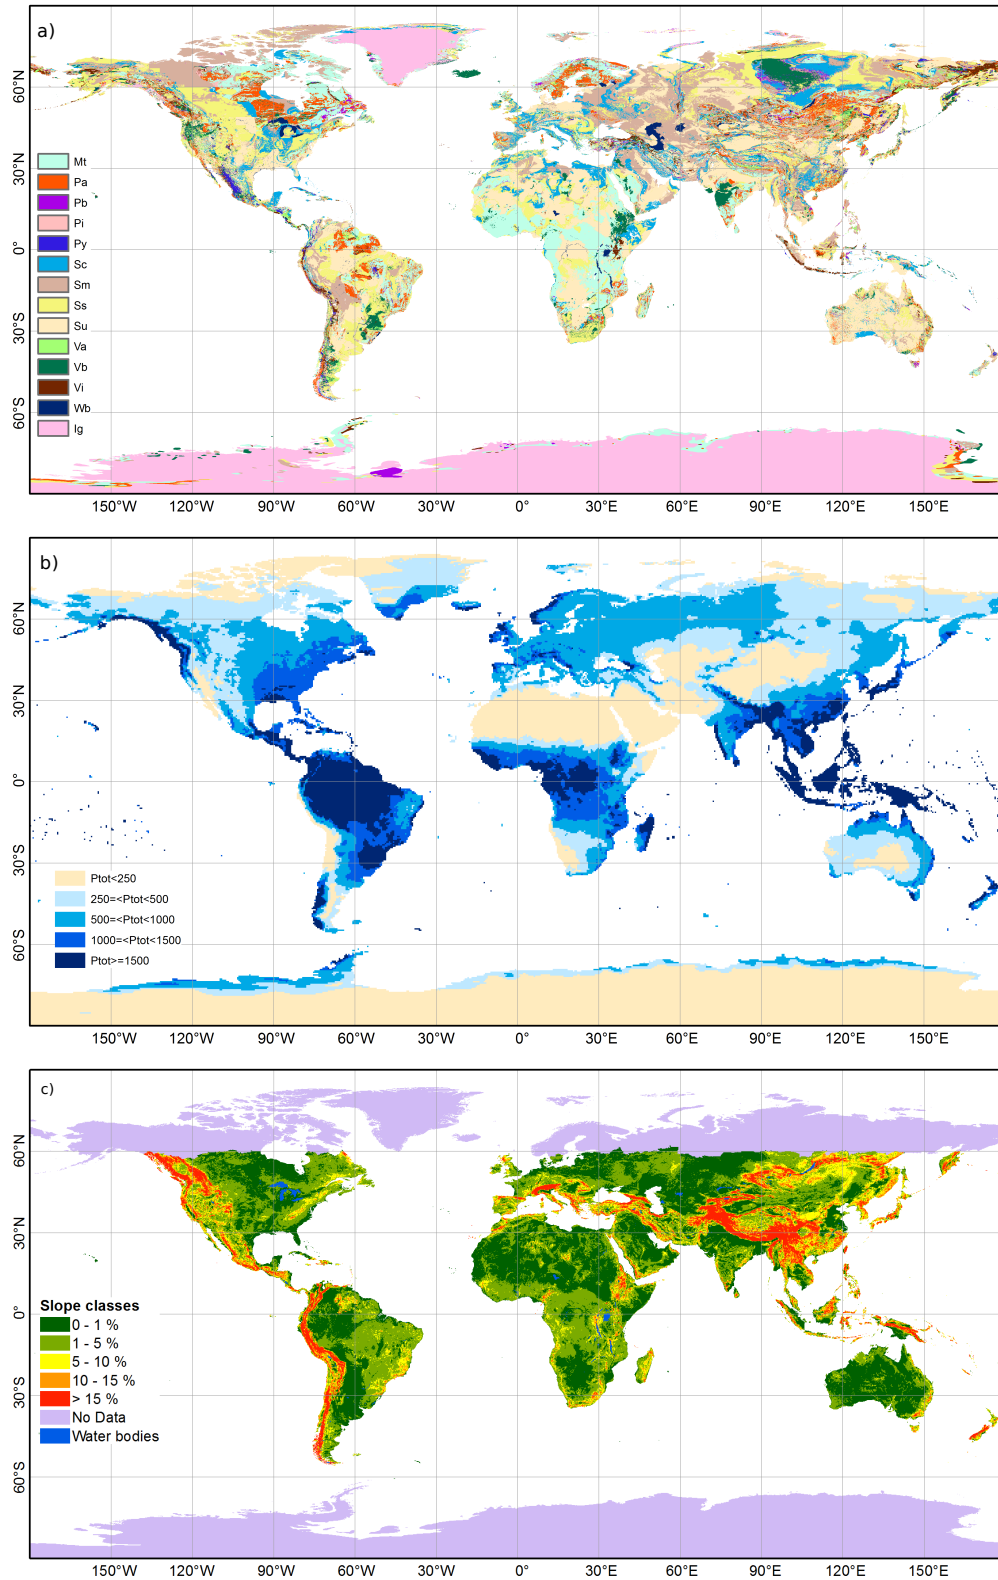 a)
60°N
30°N
0°
30°S
60°S
Mt
Pa
Pb
Pi
Py
Sc
Sm
Ss
Su
Va
Vb
Vi
Wb
Ig
150°W 120°W 90°W 60°W 30°W 0° 30°E 60°E 90°E 120°E 150°E
b)
60°N
30°N
0°
30°S
60°S
Ptot<250
250=<Ptot<500
500=<Ptot<1000
1000=<Ptot<1500
Ptot>=1500
150°W 120°W 90°W 60°W 30°W 0° 30°E 60°E 90°E 120°E 150°E
c)
60°N
30°N
0°
30°S
60°S
Slope classes
0 - 1 %
1 - 5 %
5 - 10 %
10 - 15 %
> 15 %
No Data
Water bodies
150°W 120°W 90°W 60°W 30°W 0° 30°E 60°E 90°E 120°E 150°E